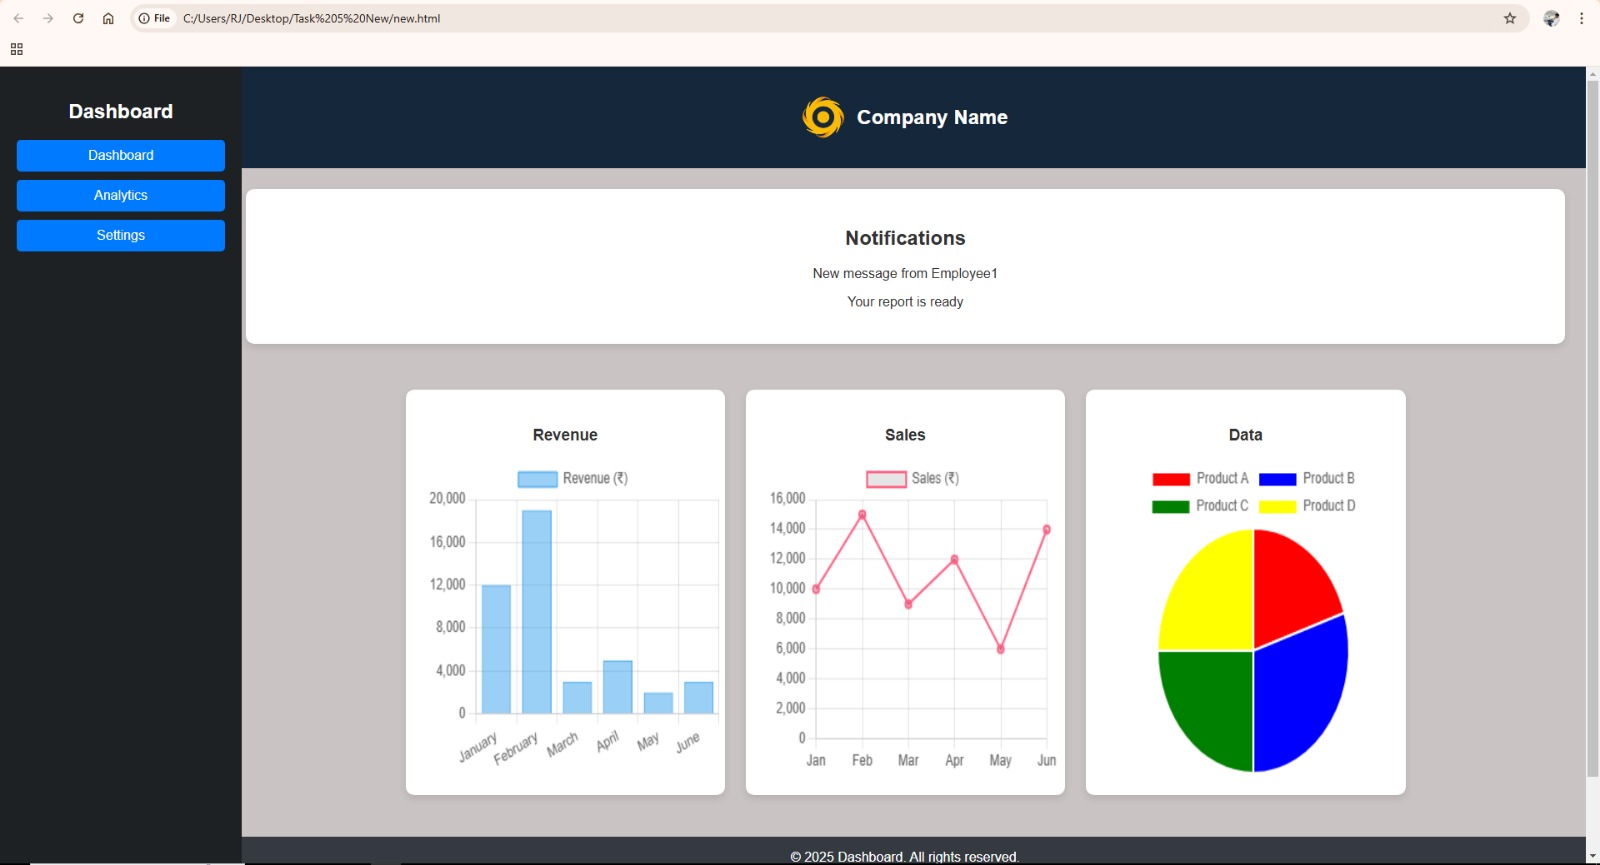 File C:/Users/RJ/Desktop/Task%205%20New/new.html
Dashboard
Dashboard
Analytics
Settings
Company Name
Notifications
New message from Employee1
Your report is ready
Revenue
Revenue (₹)
20,000
16,000
12,000
8,000
4,000
0
January February March April May June
Sales
Sales (₹)
16,000
14,000
12,000
10,000
8,000
6,000
4,000
2,000
0
Jan Feb Mar Apr May Jun
Data
Product A Product B
Product C Product D
© 2025 Dashboard. All rights reserved.